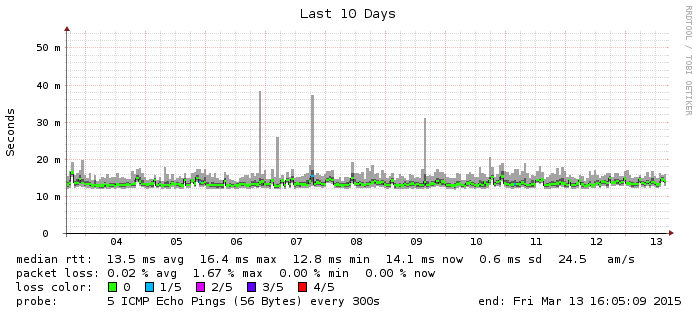 Last 10 Days
RRDTOOL / TOBI OETIKER
Seconds
50 m
40 m
30 m
20 m
10 m
0
04 05 06 07 08 09 10 11 12 13
median rtt: 13.5 ms avg 16.4 ms max 12.8 ms min 14.1 ms now 0.6 ms sd 24.5 am/s
packet loss: 0.02 % avg 1.67 % max 0.00 % min 0.00 % now
loss color: 0 1/5 2/5 3/5 4/5
probe: 5 ICMP Echo Pings (56 Bytes) every 300s end: Fri Mar 13 16:05:09 2015